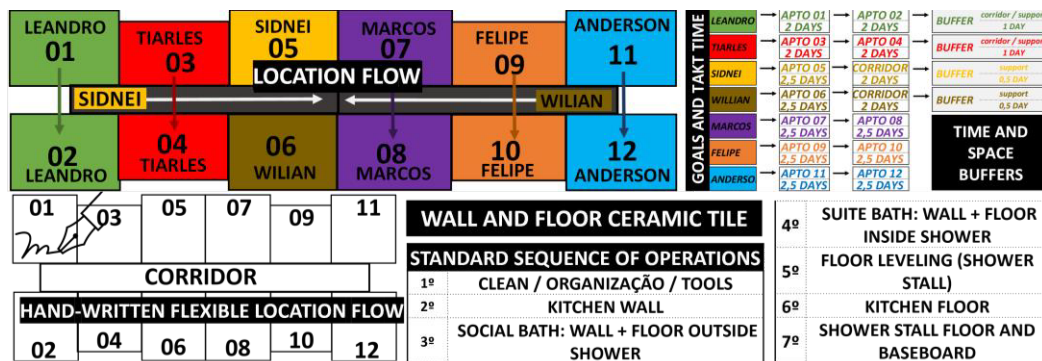 LEANDRO
01
TIARLES
03
SIDNEI
05
MARCOS
07
FELIPE
09
ANDERSON
11
LOCATION FLOW
SIDNEI
WILIAN
02
LEANDRO
04
TIARLES
06
WILIAN
08
MARCOS
10
FELIPE
12
ANDERSON
GOALS AND TAKT TIME
LEANDRO
APTO 01
2 DAYS
APTO 02
2 DAYS
BUFFER
corridor / support
1 DAY
TIARLES
APTO 03
2 DAYS
APTO 04
2 DAYS
BUFFER
corridor / support
1 DAY
SIDNEI
APTO 05
2,5 DAYS
CORRIDOR
2 DAYS
BUFFER
support
0,5 DAY
WILLIAN
APTO 06
2,5 DAYS
CORRIDOR
2 DAYS
BUFFER
support
0,5 DAY
MARCOS
APTO 07
2,5 DAYS
APTO 08
2,5 DAYS
FELIPE
APTO 09
2,5 DAYS
APTO 10
2,5 DAYS
ANDERSO
APTO 11
2,5 DAYS
APTO 12
2,5 DAYS
TIME AND
SPACE
BUFFERS
01
03
05
07
09
11
CORRIDOR
HAND-WRITTEN FLEXIBLE LOCATION FLOW
02
04
06
08
10
12
WALL AND FLOOR CERAMIC TILE
STANDARD SEQUENCE OF OPERATIONS
1º CLEAN / ORGANIZAÇÃO / TOOLS
2º KITCHEN WALL
3º SOCIAL BATH: WALL + FLOOR OUTSIDE
SHOWER
4º SUITE BATH: WALL + FLOOR
INSIDE SHOWER
5º FLOOR LEVELING (SHOWER
STALL)
6º KITCHEN FLOOR
7º SHOWER STALL FLOOR AND
BASEBOARD